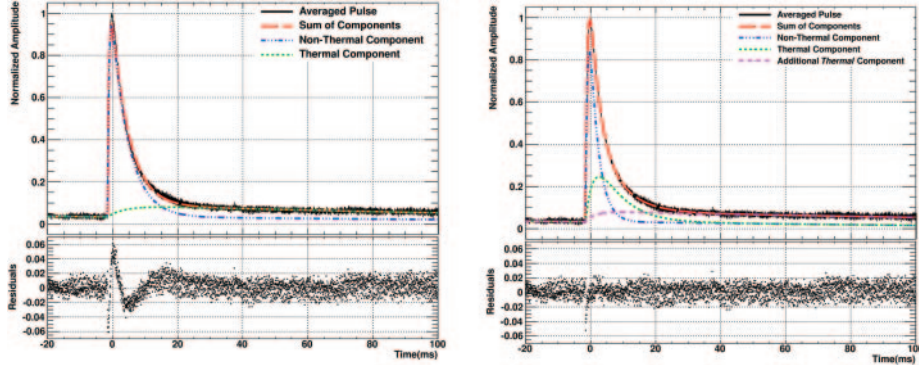 Normalized Amplitude
1
0.8
0.6
0.4
0.2
0
Averaged Pulse
Sum of Components
Non-Thermal Component
Thermal Component
Residuals
0.06
0.04
0.02
0
-0.02
-0.04
-0.06
-20 0 20 40 60 80 100
Time(ms)
Normalized Amplitude
1
0.8
0.6
0.4
0.2
0
Averaged Pulse
Sum of Components
Non-Thermal Component
Thermal Component
Additional Thermal Component
Residuals
0.06
0.04
0.02
0
-0.02
-0.04
-0.06
-20 0 20 40 60 80 100
Time(ms)